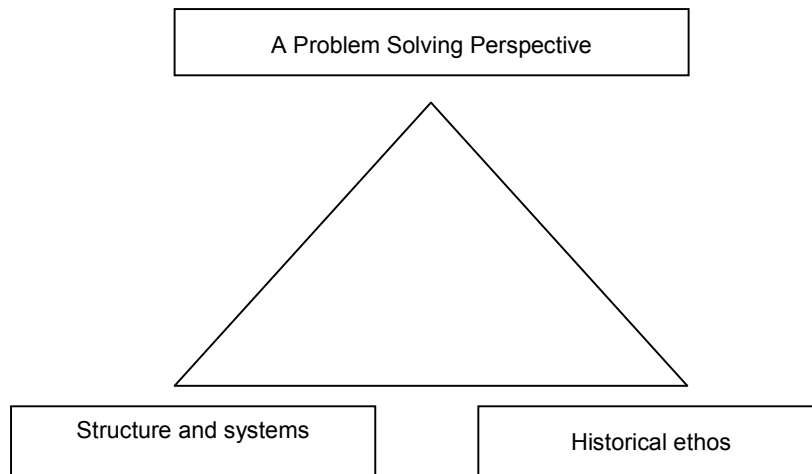 A Problem Solving Perspective
Structure and systems
Historical ethos